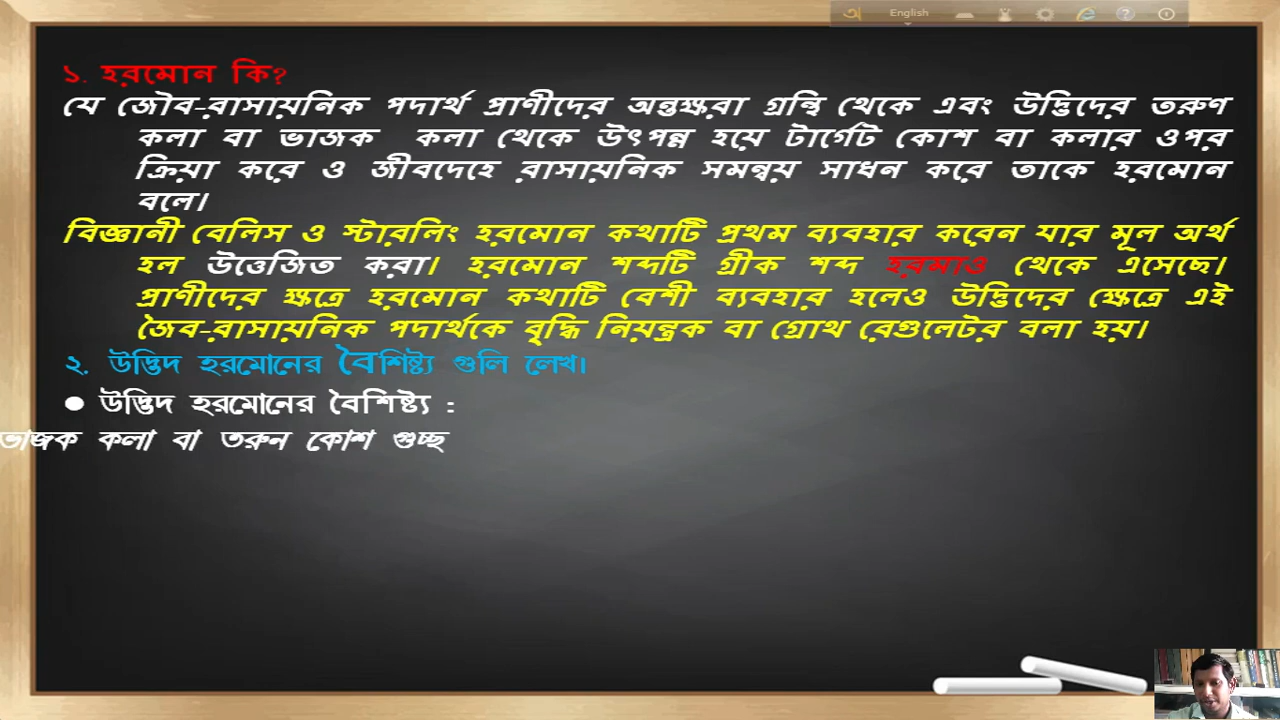 অ English
১. হরমোন কি?
যে জৈব-রাসায়নিক পদার্থ প্রাণীদের অন্তক্ষরা গ্রন্থি থেকে এবং উদ্ভিদের তরুণ
কলা বা ভাজক কলা থেকে উৎপন্ন হয়ে টার্গেট কোশ বা কলার ওপর
ক্রিয়া করে ও জীবদেহে রাসায়নিক সমন্বয় সাধন করে তাকে হরমোন
বলে।
বিজ্ঞানী বেলিস ও স্টারলিং হরমোন কথাটি প্রথম ব্যবহার করেন যার মূল অর্থ
হল উত্তেজিত করা। হরমোন শব্দটি গ্রীক শব্দ হরমাও থেকে এসেছে।
প্রাণীদের ক্ষত্রে হরমোন কথাটি বেশী ব্যবহার হলেও উদ্ভিদের ক্ষেত্রে এই
জৈব-রাসায়নিক পদার্থকে বৃদ্ধি নিয়ন্ত্রক বা গ্রোথ রেগুলেটর বলা হয়।
২. উদ্ভিদ হরমোনের বৈশিষ্ট্য গুলি লেখ।
● উদ্ভিদ হরমোনের বৈশিষ্ট্য :
ভাজক কলা বা তরুন কোশ গুচ্ছ